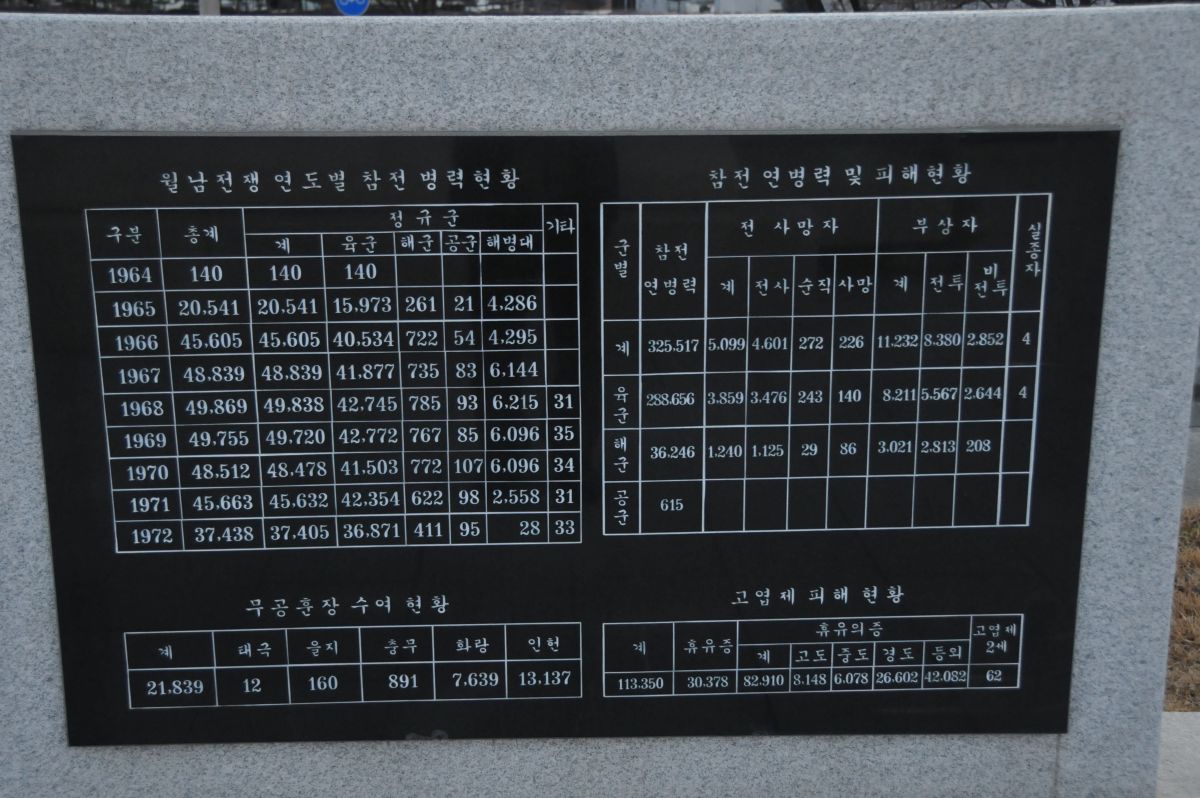 월남전쟁 연도별 참전 병력현황
구분 총계 정규군 기타
계 육군 해군 공군 해병대
1964 140 140 140
1965 20,541 20,541 15,973 261 21 4,286
1966 45,605 45,605 40,534 722 54 4,295
1967 48,839 48,839 41,877 735 83 6,144
1968 49,869 49,838 42,745 785 93 6,215 31
1969 49,755 49,720 42,772 767 85 6,096 35
1970 48,512 48,478 41,503 772 107 6,096 34
1971 45,663 45,632 42,354 622 98 2,558 31
1972 37,438 37,405 36,871 411 95 28 33
참전 연병력 및 피해현황
군별 참전 연병력 전 사망자 부상자 실종자
계 전사 순직 사망 계 전투 비전투
계 325,517 5,099 4,601 272 226 11,232 8,380 2,852 4
육군 288,656 3,859 3,476 243 140 8,211 5,567 2,644 4
해군 36,246 1,240 1,125 29 86 3,021 2,813 208
공군 615
무공훈장 수여 현황
계 태극 을지 충무 화랑 인헌
21,839 12 160 891 7,639 13,137
고엽제 피해 현황
계 휴유증 휴유의증 고엽제 2세
계 고도 중도 경도 등외
113,350 30,378 82,910 8,148 6,078 26,602 42,082 62